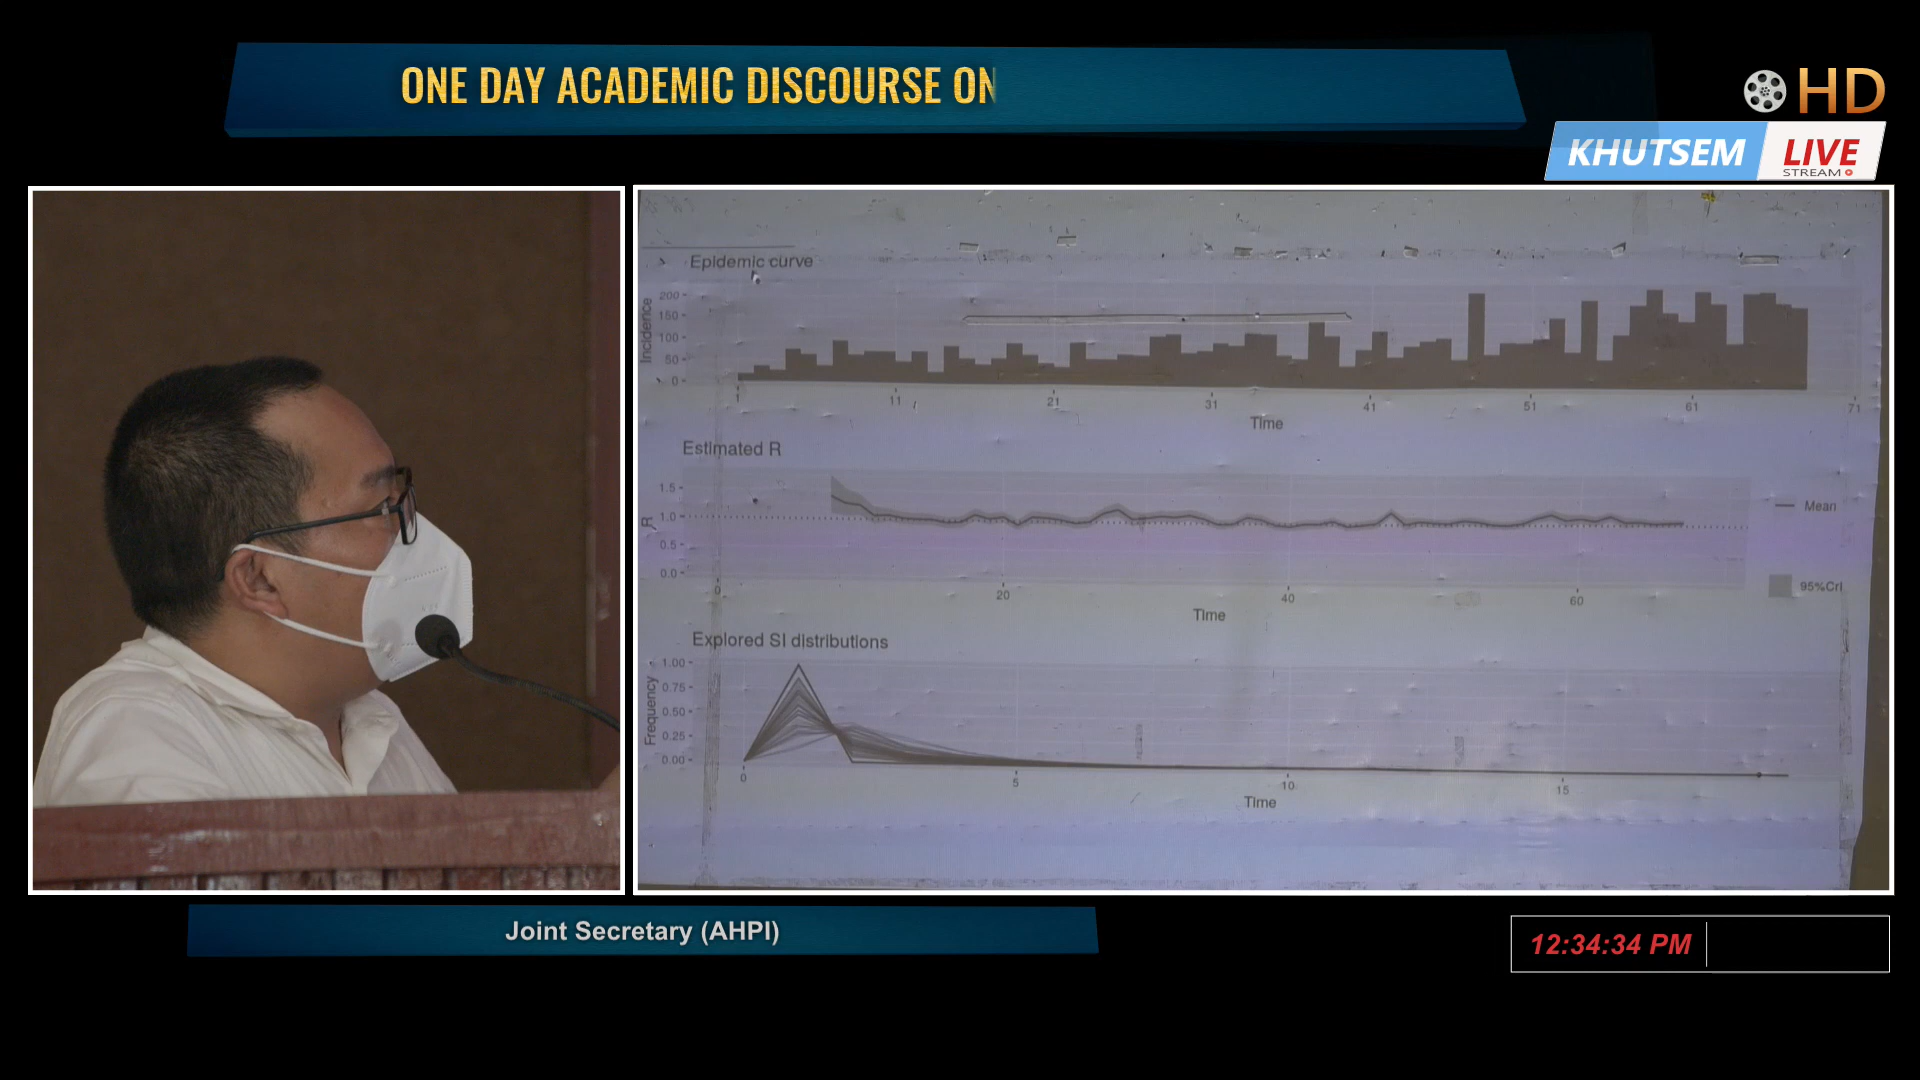 ONE DAY ACADEMIC DISCOURSE ON
HD
KHUTSEM LIVE
STREAM
Epidemic curve
Incidence
200
150
100
50
0
1 11 21 31 41 51 61 71
Time
Estimated R
R
1.5
1.0
0.5
0.0
0 20 40 60
Time
Mean
95%CrI
Explored SI distributions
Frequency
1.00
0.75
0.50
0.25
0.00
0 5 10 15
Time
Joint Secretary (AHPI)
12:34:34 PM